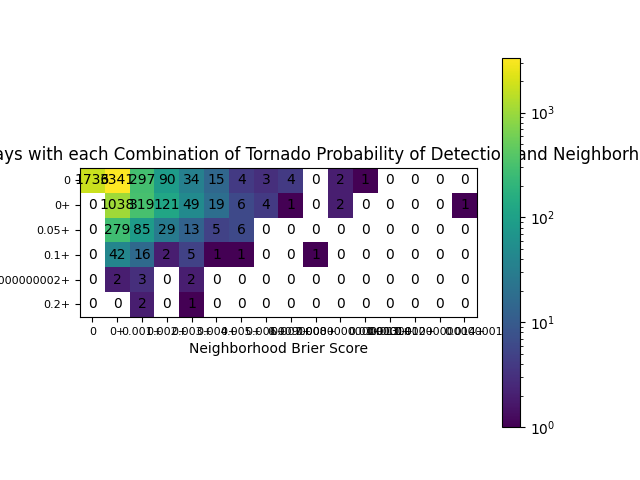 ays with each Combination of Tornado Probability of Detection and Neighborh
0 297 90 34 15 4 3 4 0 2 1 0 0 0 0
0+ 0 1038 319 121 49 19 6 4 1 0 2 0 0 0 0 1
0.05+ 0 279 85 29 13 5 6 0 0 0 0 0 0 0 0 0
0.1+ 0 42 16 2 5 1 1 0 0 1 0 0 0 0 0 0
000000002+ 0 2 3 0 2 0 0 0 0 0 0 0 0 0 0 0
0.2+ 0 0 2 0 1 0 0 0 0 0 0 0 0 0 0 0
0 0+ 0.001+
Neighborhood Brier Score
10³
10²
10¹
10⁰